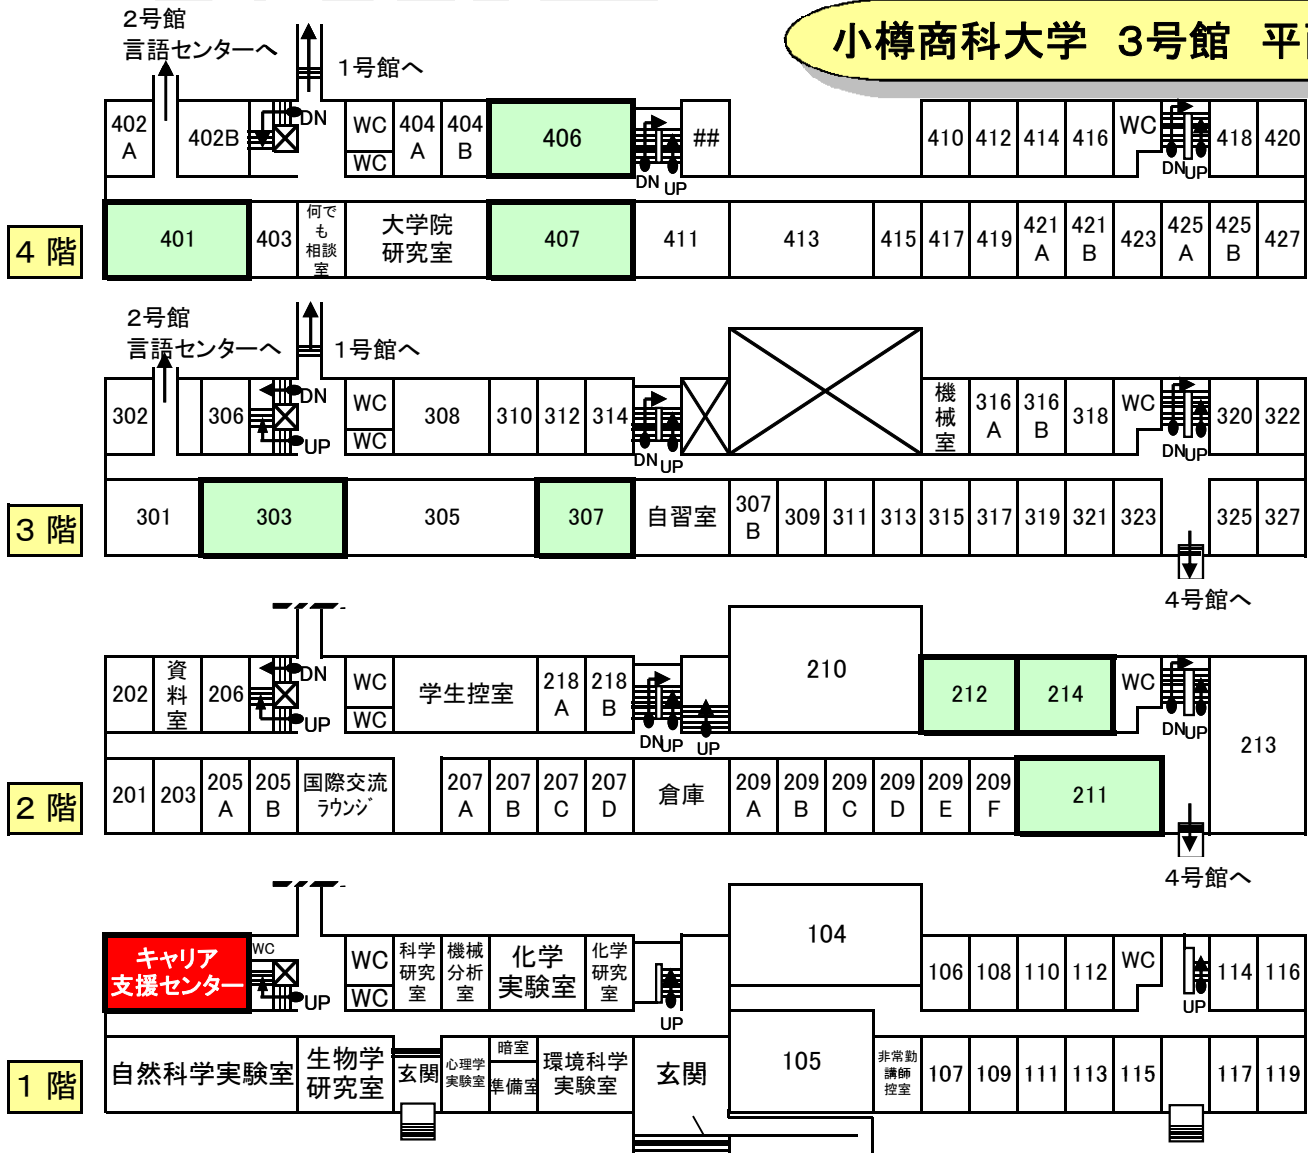 小樽商科大学 3号館 平
2号館
言語センターへ
1号館へ
402
A
402B
DN
WC
WC
404
A
404
B
406
DN
UP
##
410
412
414
416
WC
DN
UP
418
420
4 階
401
403
何で
も
相談
室
大学院
研究室
407
411
413
415
417
419
421
A
421
B
423
425
A
425
B
427
2号館
言語センターへ
1号館へ
302
306
DN
UP
WC
WC
308
310
312
314
DN
UP
機
械
室
316
A
316
B
318
WC
DN
UP
320
322
3 階
301
303
305
307
自習室
307
B
309
311
313
315
317
319
321
323
325
327
4号館へ
202
資
料
室
206
DN
UP
WC
WC
学生控室
218
A
218
B
DN
UP
UP
210
212
214
WC
DN
UP
213
2 階
201
203
205
A
205
B
国際交流
ラウンジ
207
A
207
B
207
C
207
D
倉庫
209
A
209
B
209
C
209
D
209
E
209
F
211
4号館へ
キャリア
支援センター
WC
UP
WC
WC
科学
研究
室
機械
分析
室
化学
実験室
化学
研究
室
UP
104
106
108
110
112
WC
UP
114
116
1 階
自然科学実験室
生物学
研究室
玄関
心理学
実験室
暗室
準備室
環境科学
実験室
玄関
105
非常勤
講師
控室
107
109
111
113
115
117
119